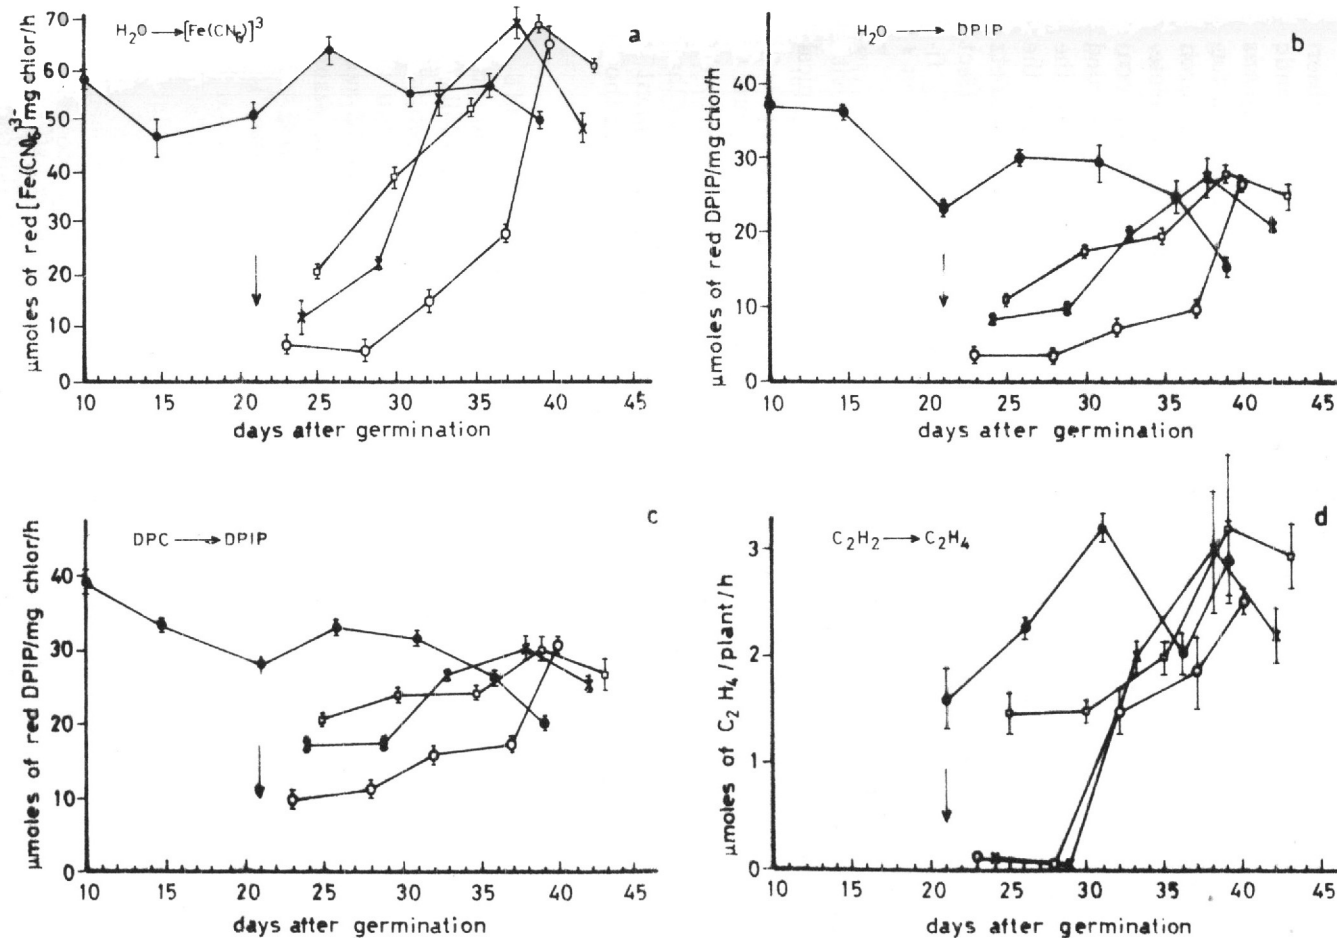 a
H₂O → [Fe(CN₆)]³
μmoles of red [Fe(CN)₆]³⁻ mg chlor/h
70
60
50
40
30
20
10
0
10 15 20 25 30 35 40 45
days after germination
b
H₂O → DPIP
μmoles of red DPIP/mg chlor/h
40
30
20
10
0
10 15 20 25 30 35 40 45
days after germination
c
DPC → DPIP
μmoles of red DPIP/mg chlor/h
40
30
20
10
0
10 15 20 25 30 35 40 45
days after germination
d
C₂H₂ → C₂H₄
μmoles of C₂H₄/plant/h
3
2
1
0
10 15 20 25 30 35 40 45
days after germination